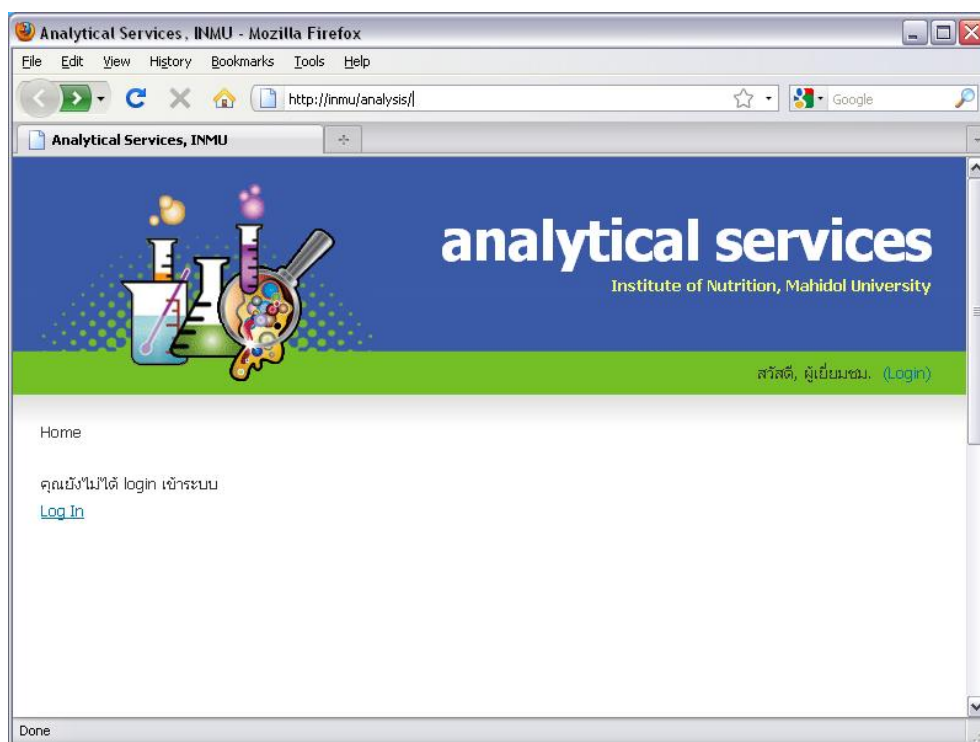 Analytical Services, INMU - Mozilla Firefox
File Edit View History Bookmarks Tools Help
http://inmu/analysis/ Google
Analytical Services, INMU
analytical services
Institute of Nutrition, Mahidol University
สวัสดี, ผู้เยี่ยมชม. (Login)
Home
คุณยังไม่ได้ login เข้าระบบ
Log In
Done